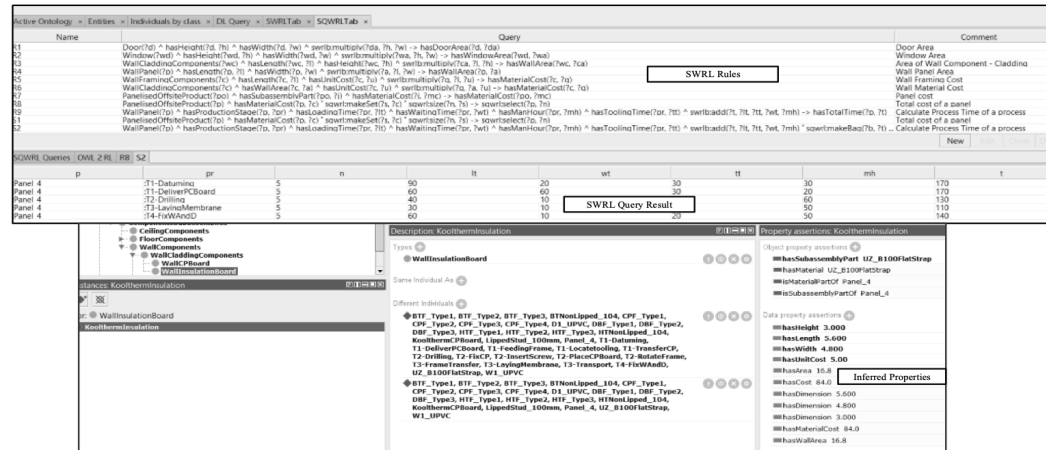 Active Ontology × Entities × Individuals by class × DL Query × SWRLTab × SQWRLTab ×
Name Query Comment
R1 Door(?d) ^ hasHeight(?d, ?h) ^ hasWidth(?d, ?w) ^ swrlb:multiply(?da, ?h, ?w) -> hasDoorArea(?d, ?da) Door Area
R2 Window(?wd) ^ hasHeight(?wd, ?h) ^ hasWidth(?wd, ?w) ^ swrlb:multiply(?wa, ?h, ?w) -> hasWindowArea(?wd, ?wa) Window Area
R3 WallCladdingComponents(?wc) ^ hasLength(?wc, ?l) ^ hasHeight(?wc, ?h) ^ swrlb:multiply(?ca, ?l, ?h) -> hasWallArea(?wc, ?ca) Area of Wall Component - Cladding
R4 WallPanel(?p) ^ hasLength(?p, ?l) ^ hasWidth(?p, ?w) ^ swrlb:multiply(?a, ?l, ?w) -> hasWallArea(?p, ?a) Wall Panel Area
R5 WallFramingComponents(?c) ^ hasLength(?c, ?l) ^ hasUnitCost(?c, ?u) ^ swrlb:multiply(?q, ?l, ?u) -> hasMaterialCost(?c, ?q) Wall Framing Cost
R6 WallCladdingComponents(?c) ^ hasWallArea(?c, ?a) ^ hasUnitCost(?c, ?u) ^ swrlb:multiply(?q, ?a, ?u) -> hasMaterialCost(?c, ?q) Wall Material Cost
R7 PanelisedOffsiteProduct(?po) ^ hasSubassemblyPart(?po, ?i) ^ hasMaterialCost(?i, ?mc) -> hasMaterialCost(?po, ?mc) Panel cost
R8 PanelisedOffsiteProduct(?p) ^ hasMaterialCost(?p, ?c) ˚ sqwrl:makeSet(?s, ?c) ˚ sqwrl:size(?n, ?s) -> sqwrl:select(?p, ?n) Total cost of a panel
R9 WallPanel(?p) ^ hasProductionStage(?p, ?pr) ^ hasLoadingTime(?pr, ?lt) ^ hasWaitingTime(?pr, ?wt) ^ hasManHour(?pr, ?mh) ^ hasToolingTime(?pr, ?tt) ^ swrlb:add(?t, ?lt, ?tt, ?wt, ?mh) -> hasTotalTime(?p, ?t) Calculate Process Time of a process
S1 PanelisedOffsiteProduct(?p) ^ hasMaterialCost(?p, ?c) ˚ sqwrl:makeSet(?s, ?c) ˚ sqwrl:size(?n, ?s) -> sqwrl:select(?p, ?n) Total cost of a panel
S2 WallPanel(?p) ^ hasProductionStage(?p, ?pr) ^ hasLoadingTime(?pr, ?lt) ^ hasWaitingTime(?pr, ?wt) ^ hasManHour(?pr, ?mh) ^ hasToolingTime(?pr, ?tt) ^ swrlb:add(?t, ?lt, ?tt, ?wt, ?mh) ˚ sqwrl:makeBag(?b, ?t) ... Calculate Process Time of a process
SWRL Rules
New
SQWRL Queries OWL 2 RL R8 S2
p pr n lt wt tt mh t
Panel 4 :T1-Datuming 5 90 20 30 30 170
Panel 4 :T1-DeliverPCBoard 5 60 60 30 20 170
Panel 4 :T2-Drilling 5 40 10 60 130
Panel 4 :T3-LayingMembrane 5 30 10 50 110
Panel 4 :T4-FixWAndD 5 60 10 20 50 140
SWRL Query Result
CeilingComponents
FloorComponents
WallComponents
WallCladdingComponents
WallCPBoard
WallInsulationBoard
stances: KoolthermInsulation
or: WallInsulationBoard
KoolthermInsulation
Description: KoolthermInsulation
Types
WallInsulationBoard
Same Individual As
Different Individuals
BTF_Type1, BTF_Type2, BTF_Type3, BTNonLipped_104, CPF_Type1,
CPF_Type2, CPF_Type3, CPF_Type4, D1_UPVC, DBF_Type1, DBF_Type2,
DBF_Type3, HTF_Type1, HTF_Type2, HTF_Type3, HTNonLipped_104,
KoolthermCPBoard, LippedStud_100mm, Panel_4, T1-Datuming,
T1-DeliverPCBoard, T1-FeedingFrame, T1-Locatetooling, T1-TransferCP,
T2-Drilling, T2-FixCP, T2-InsertScrew, T2-PlaceCPBoard, T2-RotateFrame,
T3-FrameTransfer, T3-LayingMembrane, T3-Transport, T4-FixWAndD,
UZ_B100FlatStrap, W1_UPVC
BTF_Type1, BTF_Type2, BTF_Type3, BTNonLipped_104, CPF_Type1,
CPF_Type2, CPF_Type3, CPF_Type4, D1_UPVC, DBF_Type1, DBF_Type2,
DBF_Type3, HTF_Type1, HTF_Type2, HTF_Type3, HTNonLipped_104,
KoolthermCPBoard, LippedStud_100mm, Panel_4, UZ_B100FlatStrap,
W1_UPVC
Property assertions: KoolthermInsulation
Object property assertions
hasSubassemblyPart UZ_B100FlatStrap
hasMaterial UZ_B100FlatStrap
isMaterialPartOf Panel_4
isSubassemblyPartOf Panel_4
Data property assertions
hasHeight 3.000
hasLength 5.600
hasWidth 4.800
hasUnitCost 5.00
hasArea 16.8
hasCost 84.0
hasDimension 5.600
hasDimension 4.800
hasDimension 3.000
hasMaterialCost 84.0
hasWallArea 16.8
Inferred Properties